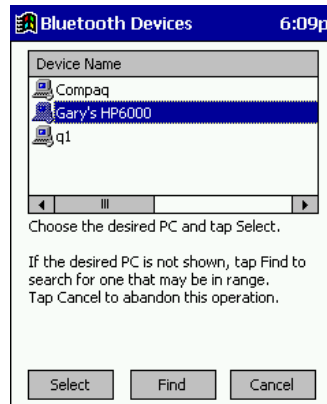 Bluetooth Devices 6:09p
Device Name
Compaq
Gary's HP6000
q1
Choose the desired PC and tap Select.
If the desired PC is not shown, tap Find to
search for one that may be in range.
Tap Cancel to abandon this operation.
Select Find Cancel